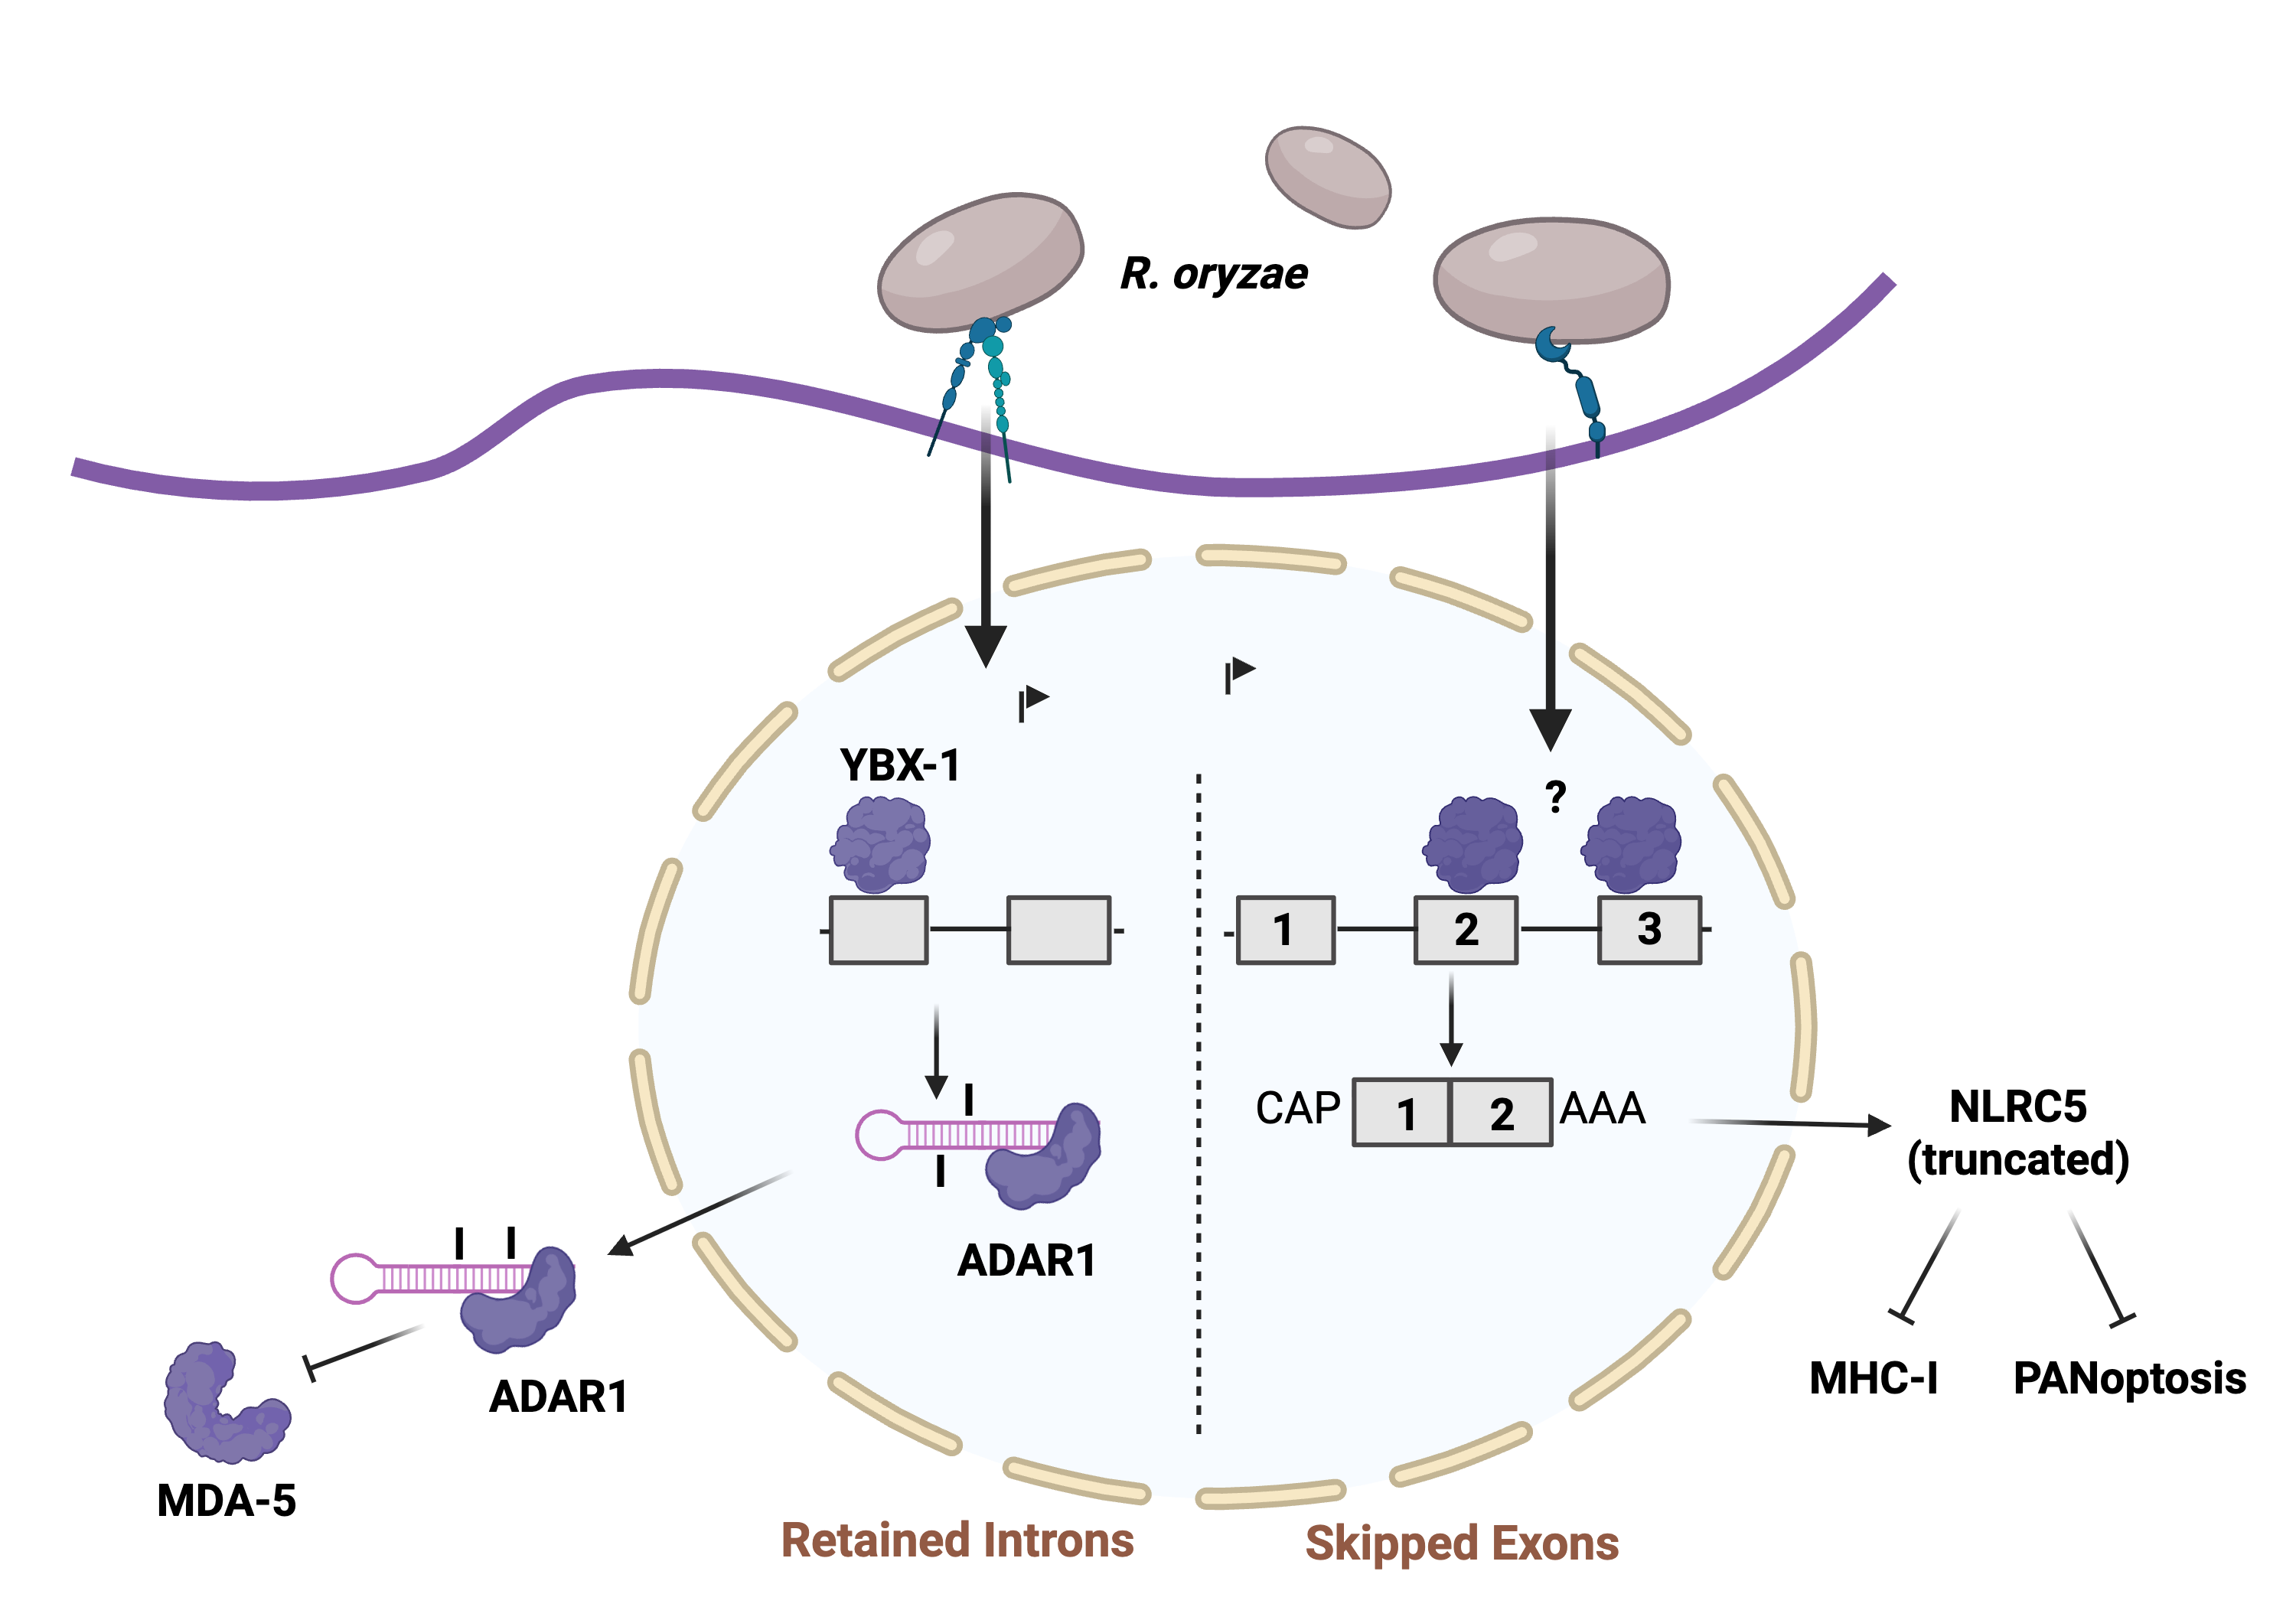 R. oryzae
YBX-1
?
1
2
3
I
I
ADAR1
CAP
1
2
AAA
NLRC5
(truncated)
MHC-I
PANoptosis
I I
ADAR1
MDA-5
Retained Introns
Skipped Exons